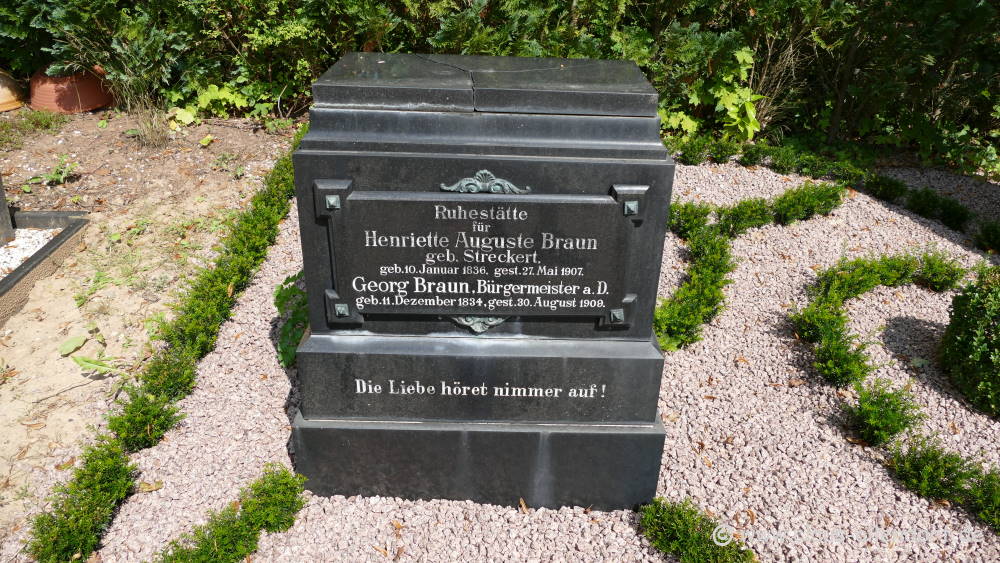 Ruhestätte
für
Henriette Auguste Braun
geb. Streckert,
geb. 10. Januar 1836, gest. 27. Mai 1907.
Georg Braun, Bürgermeister a. D.
geb. 11. Dezember 1834, gest. 30. August 1909.
Die Liebe höret nimmer auf!